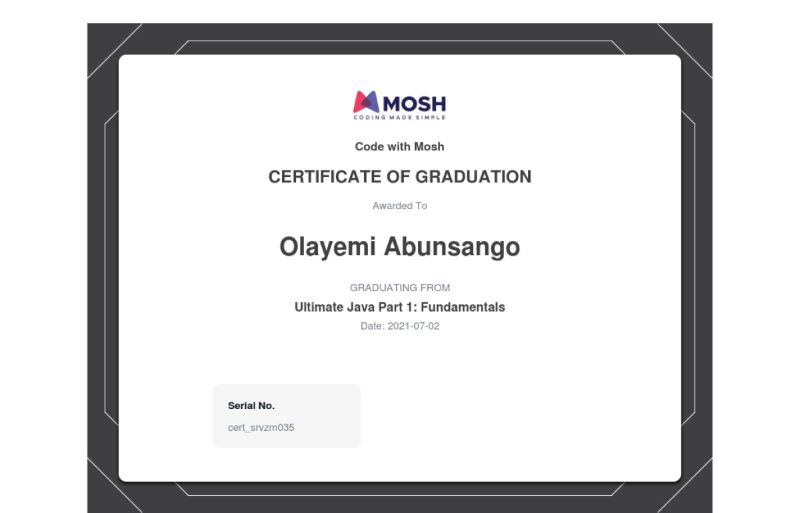 MOSH
CODING MADE SIMPLE
Code with Mosh
CERTIFICATE OF GRADUATION
Awarded To
Olayemi Abunsango
GRADUATING FROM
Ultimate Java Part 1: Fundamentals
Date: 2021-07-02
Serial No.
cert_srvzm035